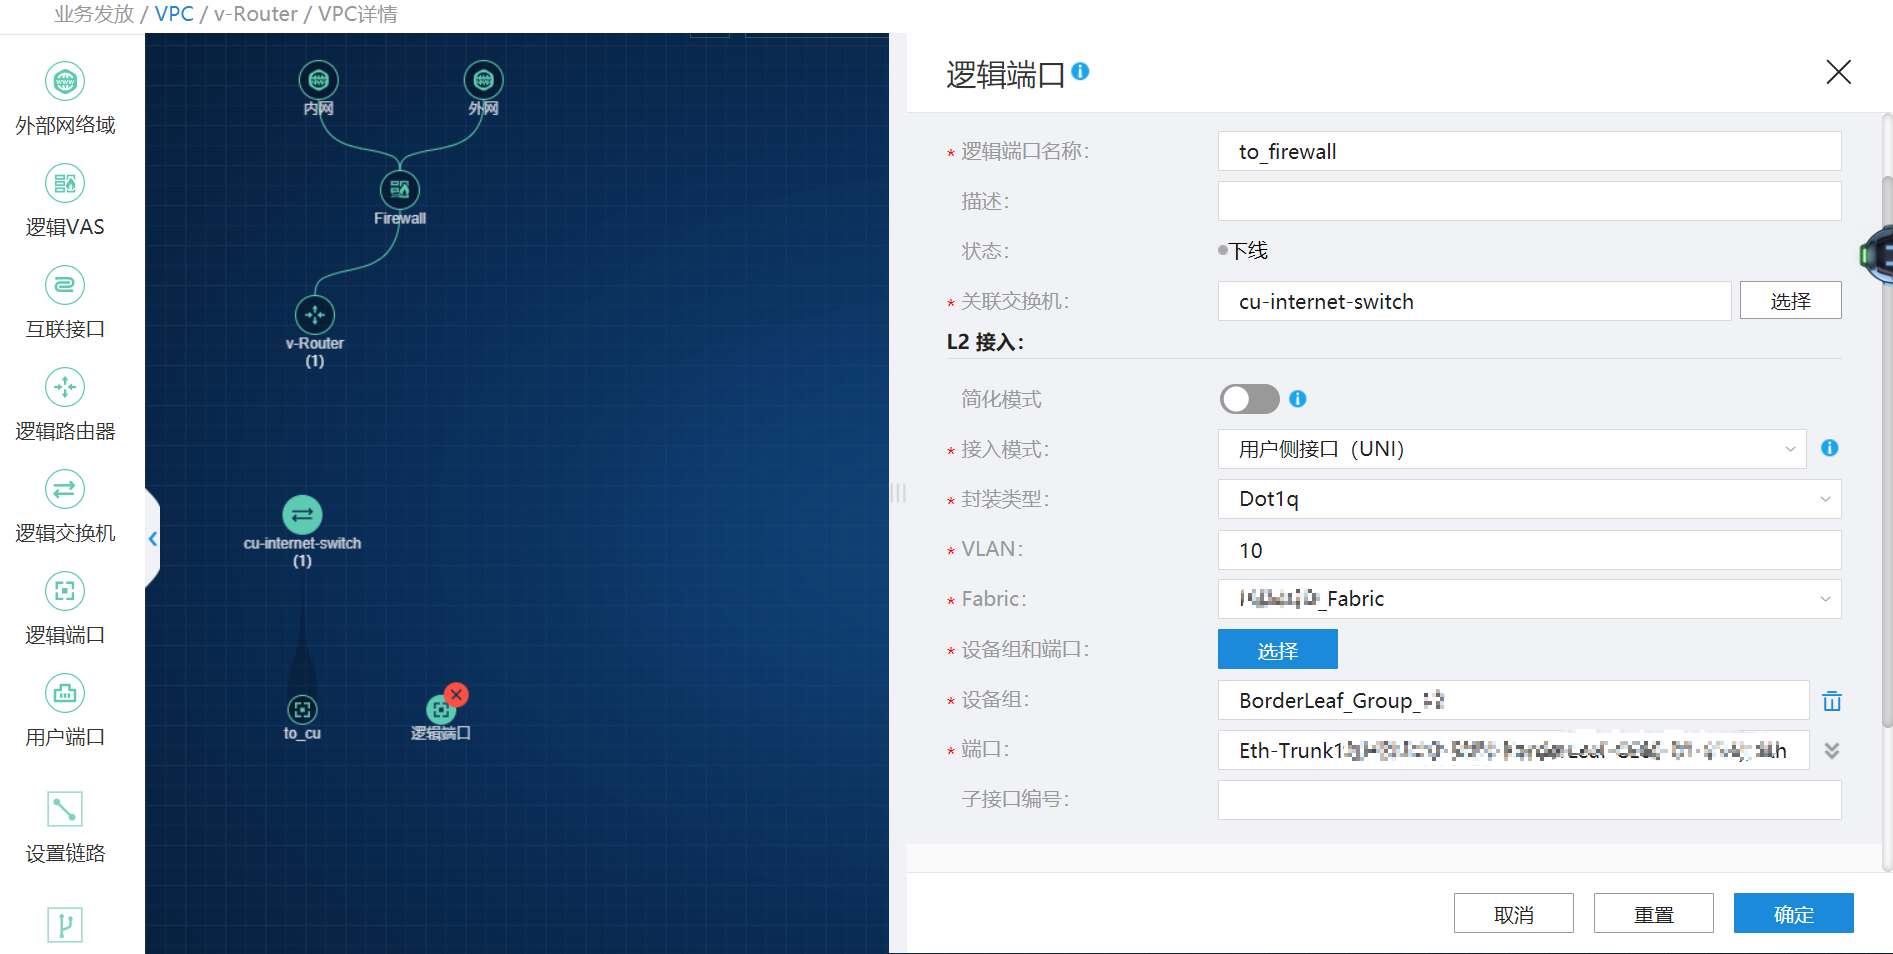 业务发放 / VPC / v-Router / VPC详情
外部网络域
逻辑VAS
互联接口
逻辑路由器
逻辑交换机
逻辑端口
用户端口
设置链路
内网
外网
Firewall
v-Router
(1)
cu-internet-switch
(1)
to_cu
逻辑端口
逻辑端口
* 逻辑端口名称: to_firewall
描述:
状态: 下线
* 关联交换机: cu-internet-switch 选择
L2 接入:
简化模式
* 接入模式: 用户侧接口（UNI）
* 封装类型: Dot1q
* VLAN: 10
* Fabric: _Fabric
* 设备组和端口: 选择
* 设备组: BorderLeaf_Group_
* 端口: Eth-Trunk1
子接口编号:
取消 重置 确定